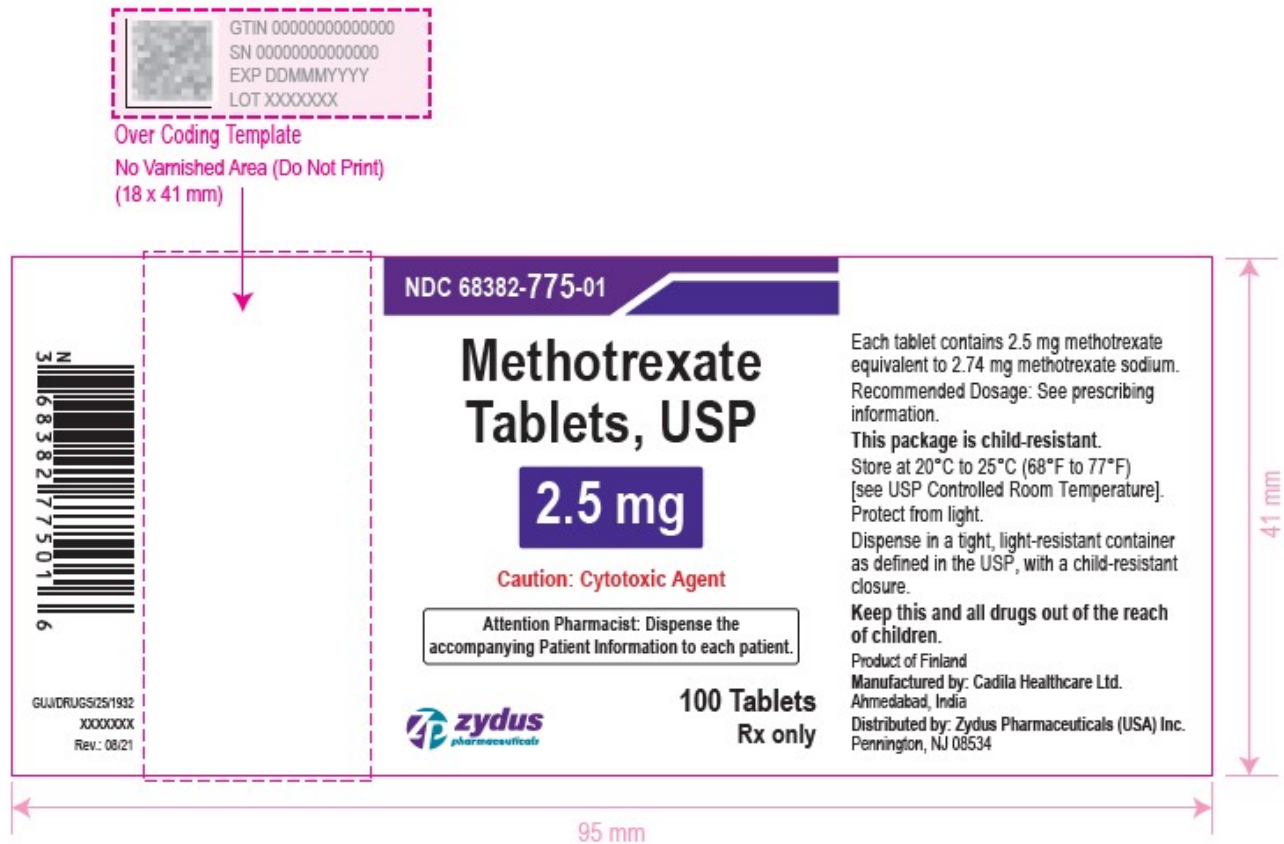 GTIN 00000000000000
SN 00000000000000
EXP DDMMMYYYY
LOT XXXXXXX
Over Coding Template
No Varnished Area (Do Not Print)
(18 x 41 mm)
N
3 68382 77501 6
GUJ/DRUGS/25/1932
XXXXXXX
Rev.: 08/21
NDC 68382-775-01
Methotrexate
Tablets, USP
2.5 mg
Caution: Cytotoxic Agent
Attention Pharmacist: Dispense the
accompanying Patient Information to each patient.
zydus
pharmaceuticals
100 Tablets
Rx only
Each tablet contains 2.5 mg methotrexate
equivalent to 2.74 mg methotrexate sodium.
Recommended Dosage: See prescribing
information.
This package is child-resistant.
Store at 20°C to 25°C (68°F to 77°F)
[see USP Controlled Room Temperature].
Protect from light.
Dispense in a tight, light-resistant container
as defined in the USP, with a child-resistant
closure.
Keep this and all drugs out of the reach
of children.
Product of Finland
Manufactured by: Cadila Healthcare Ltd.
Ahmedabad, India
Distributed by: Zydus Pharmaceuticals (USA) Inc.
Pennington, NJ 08534
41 mm
95 mm